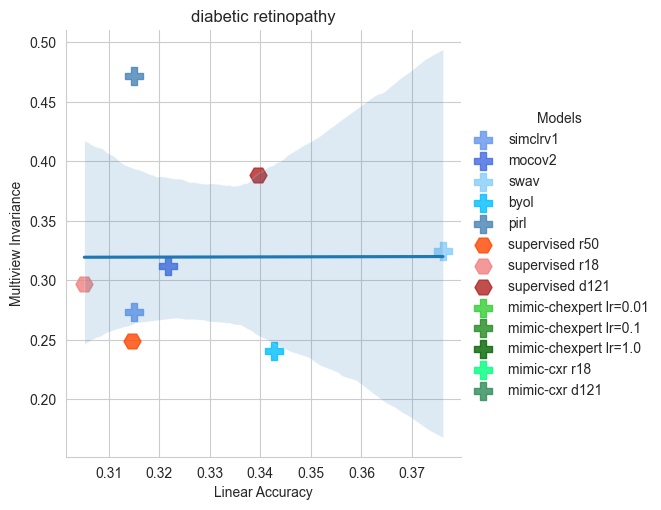 diabetic retinopathy
0.50
0.45
0.40
0.35
0.30
0.25
0.20
Multiview Invariance
0.31 0.32 0.33 0.34 0.35 0.36 0.37
Linear Accuracy
Models
simclrv1
mocov2
swav
byol
pirl
supervised r50
supervised r18
supervised d121
mimic-chexpert lr=0.01
mimic-chexpert lr=0.1
mimic-chexpert lr=1.0
mimic-cxr r18
mimic-cxr d121